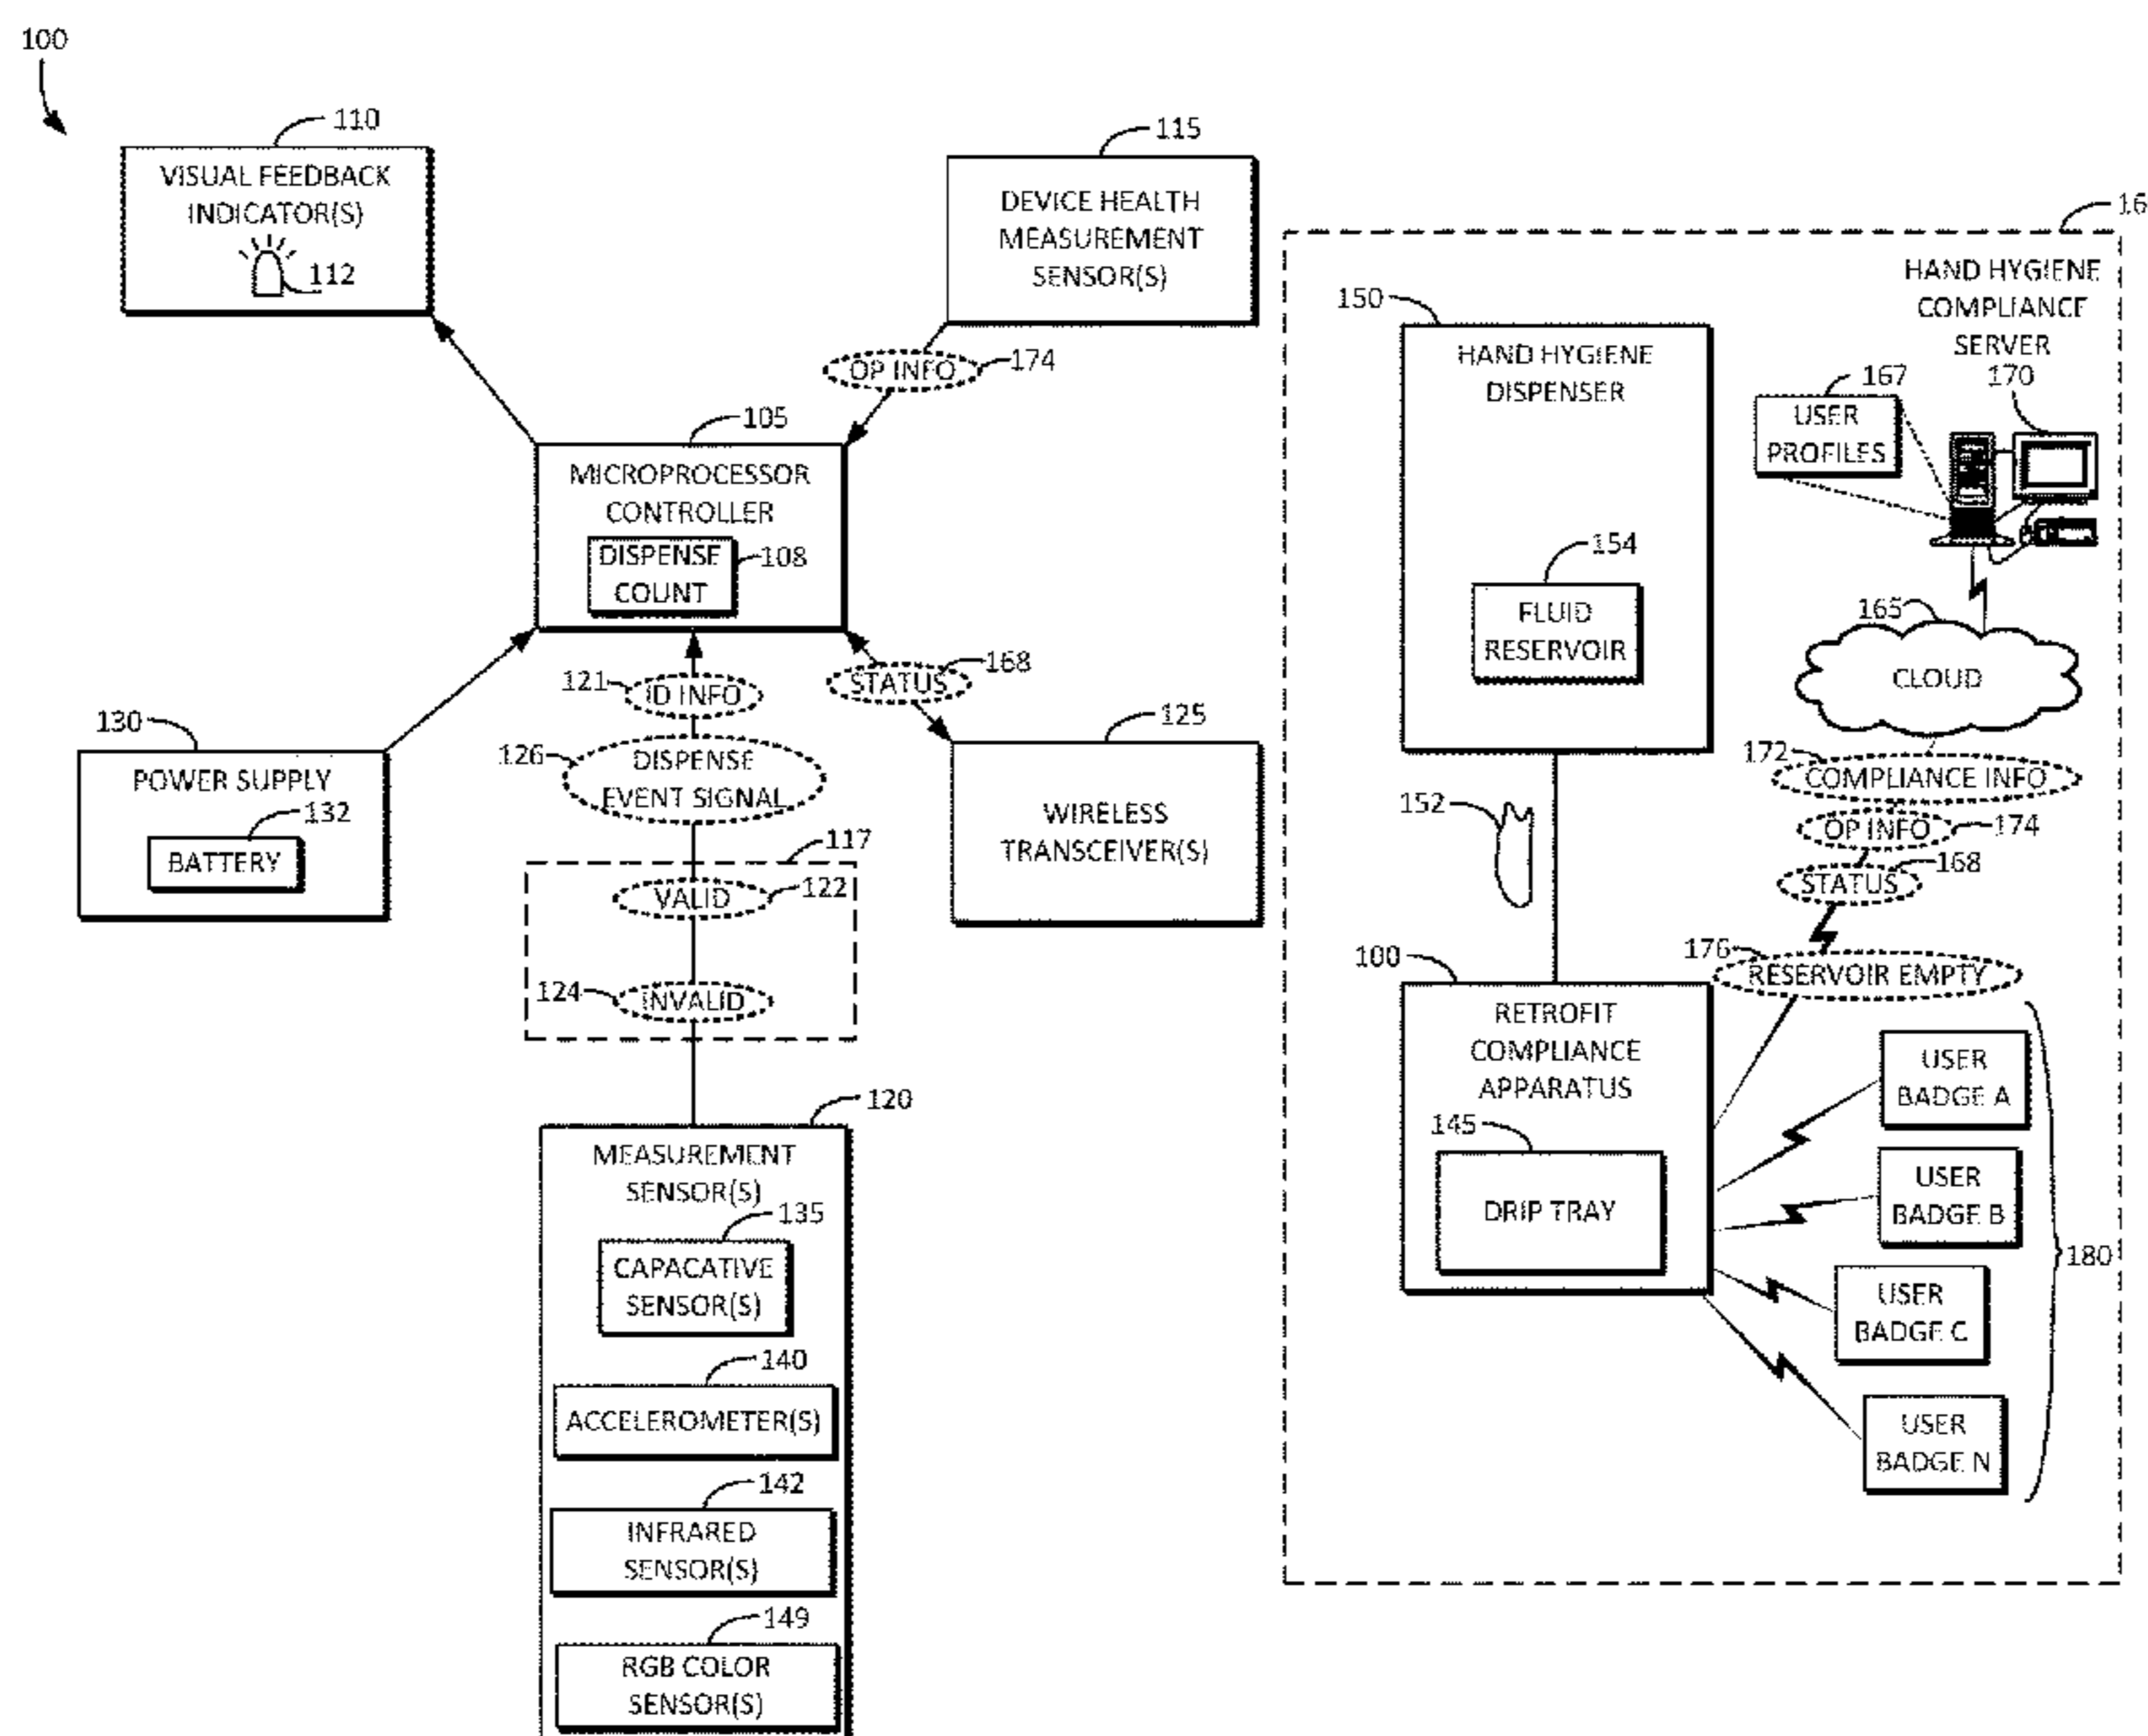 100
110
VISUAL FEEDBACK
INDICATOR(S)
112
115
DEVICE HEALTH
MEASUREMENT
SENSOR(S)
OP INFO
174
105
MICROPROCESSOR
CONTROLLER
DISPENSE
COUNT
108
121
ID INFO
STATUS
168
130
POWER SUPPLY
132
BATTERY
126
DISPENSE
EVENT SIGNAL
125
WIRELESS
TRANSCEIVER(S)
117
VALID
122
124
INVALID
120
MEASUREMENT
SENSOR(S)
135
CAPACATIVE
SENSOR(S)
140
ACCELEROMETER(S)
142
INFRARED
SENSOR(S)
149
RGB COLOR
SENSOR(S)
16
HAND HYGIENE
COMPLIANCE
SERVER
170
150
HAND HYGIENE
DISPENSER
167
USER
PROFILES
154
FLUID
RESERVOIR
165
CLOUD
172
COMPLIANCE INFO
OP INFO
174
STATUS
168
152
176
RESERVOIR EMPTY
100
RETROFIT
COMPLIANCE
APPARATUS
145
DRIP TRAY
USER
BADGE A
USER
BADGE B
USER
BADGE C
USER
BADGE N
180